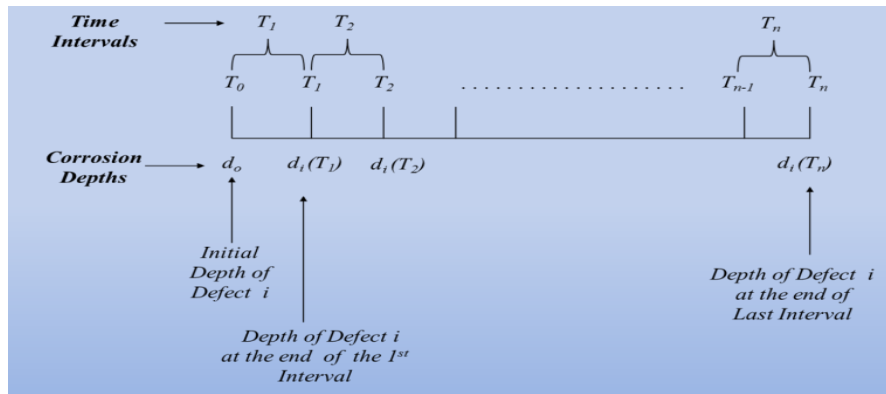 Time
Intervals
T1 T2 Tn
T0 T1 T2 ........................ Tn-1 Tn
Corrosion
Depths
do di(T1) di(T2) di(Tn)
Initial
Depth of
Defect i
Depth of Defect i
at the end of
Last Interval
Depth of Defect i
at the end of the 1st
Interval